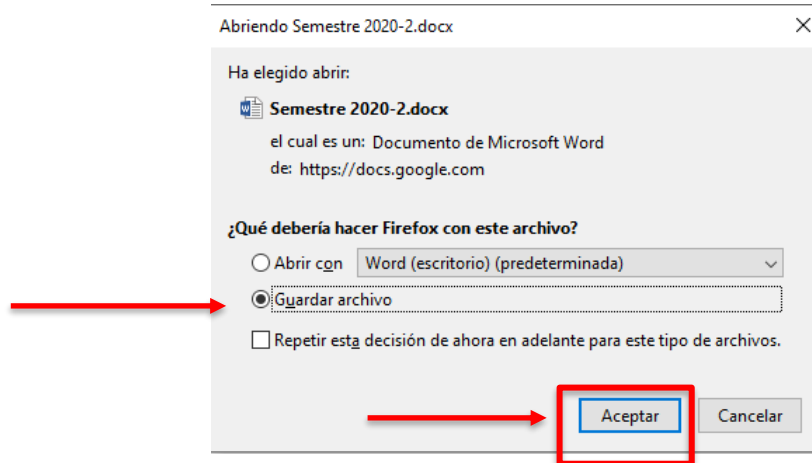 Abriendo Semestre 2020-2.docx
Ha elegido abrir:
Semestre 2020-2.docx
el cual es un: Documento de Microsoft Word
de: https://docs.google.com
¿Qué debería hacer Firefox con este archivo?
Abrir con Word (escritorio) (predeterminada)
Guardar archivo
Repetir esta decisión de ahora en adelante para este tipo de archivos.
Aceptar Cancelar